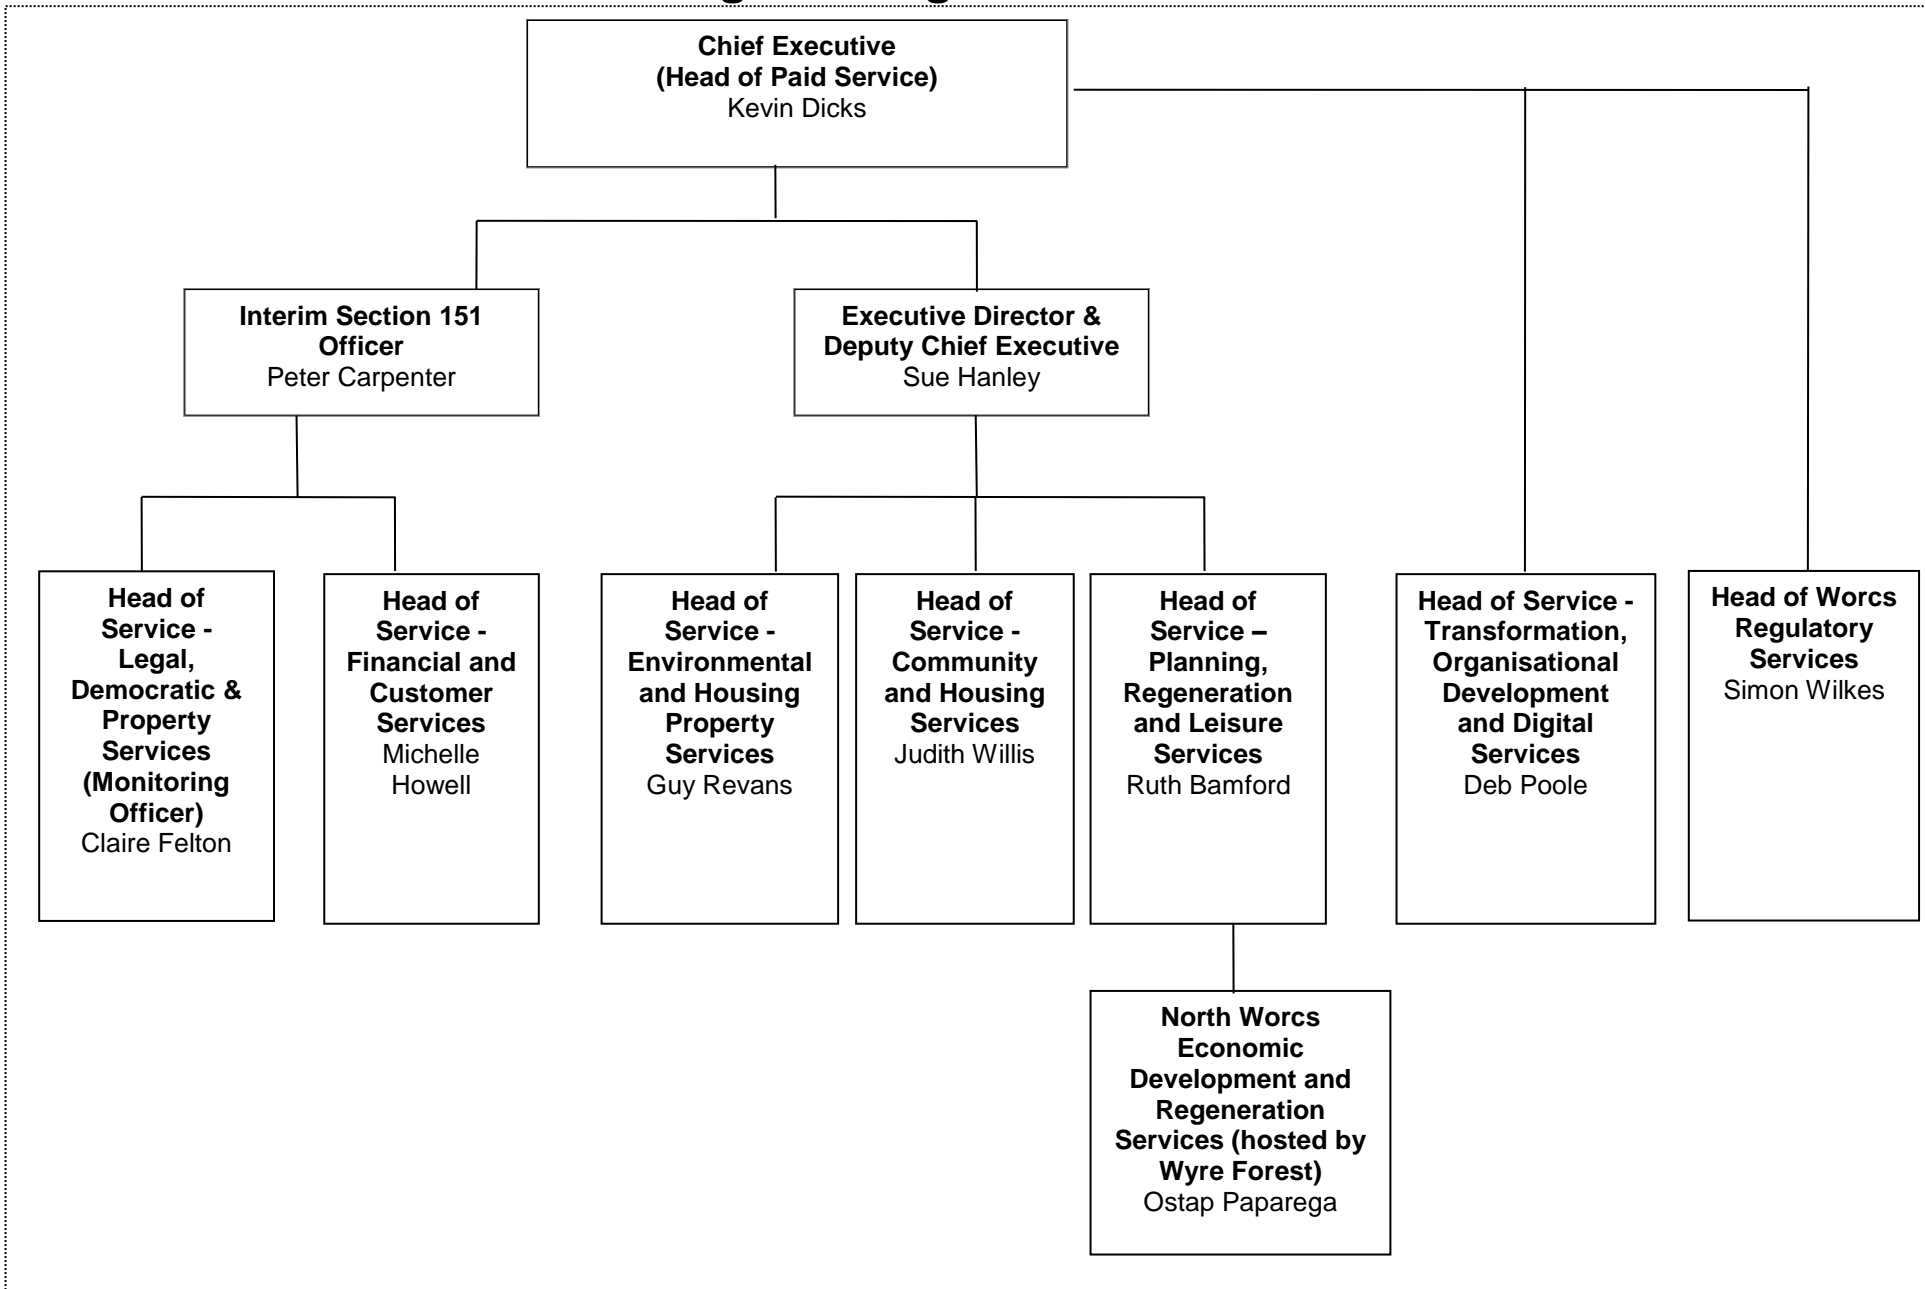 Chief Executive
(Head of Paid Service)
Kevin Dicks
Interim Section 151
Officer
Peter Carpenter
Executive Director &
Deputy Chief Executive
Sue Hanley
Head of
Service -
Legal,
Democratic &
Property
Services
(Monitoring
Officer)
Claire Felton
Head of
Service -
Financial and
Customer
Services
Michelle
Howell
Head of
Service -
Environmental
and Housing
Property
Services
Guy Revans
Head of
Service -
Community
and Housing
Services
Judith Willis
Head of
Service –
Planning,
Regeneration
and Leisure
Services
Ruth Bamford
Head of Service -
Transformation,
Organisational
Development
and Digital
Services
Deb Poole
Head of Worcs
Regulatory
Services
Simon Wilkes
North Worcs
Economic
Development and
Regeneration
Services (hosted by
Wyre Forest)
Ostap Paparega